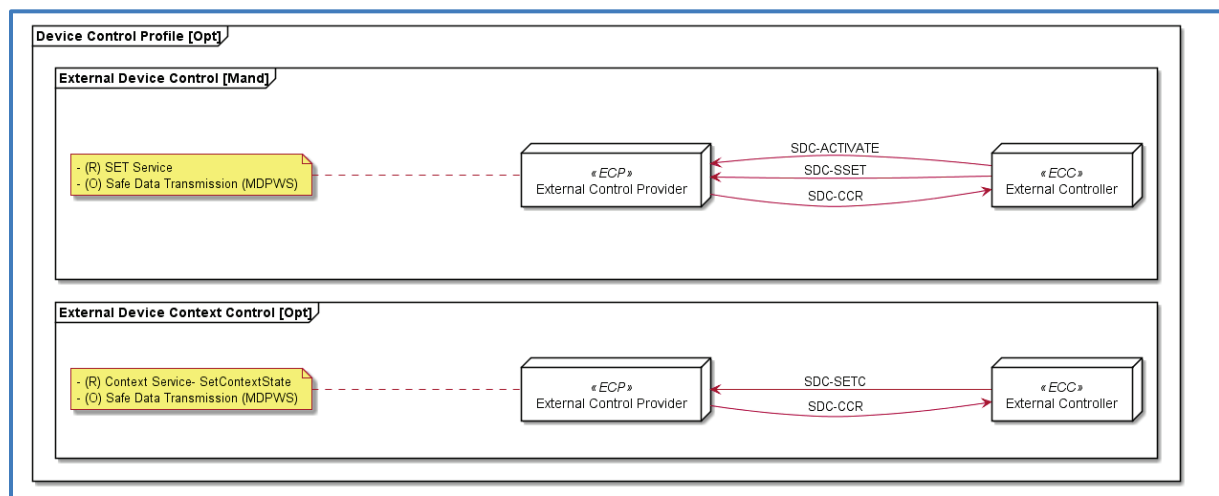 Device Control Profile [Opt]
External Device Control [Mand]
- (R) SET Service
- (O) Safe Data Transmission (MDPWS)
«ECP»
External Control Provider
SDC-ACTIVATE
SDC-SSET
SDC-CCR
«ECC»
External Controller
External Device Context Control [Opt]
- (R) Context Service- SetContextState
- (O) Safe Data Transmission (MDPWS)
«ECP»
External Control Provider
SDC-SETC
SDC-CCR
«ECC»
External Controller